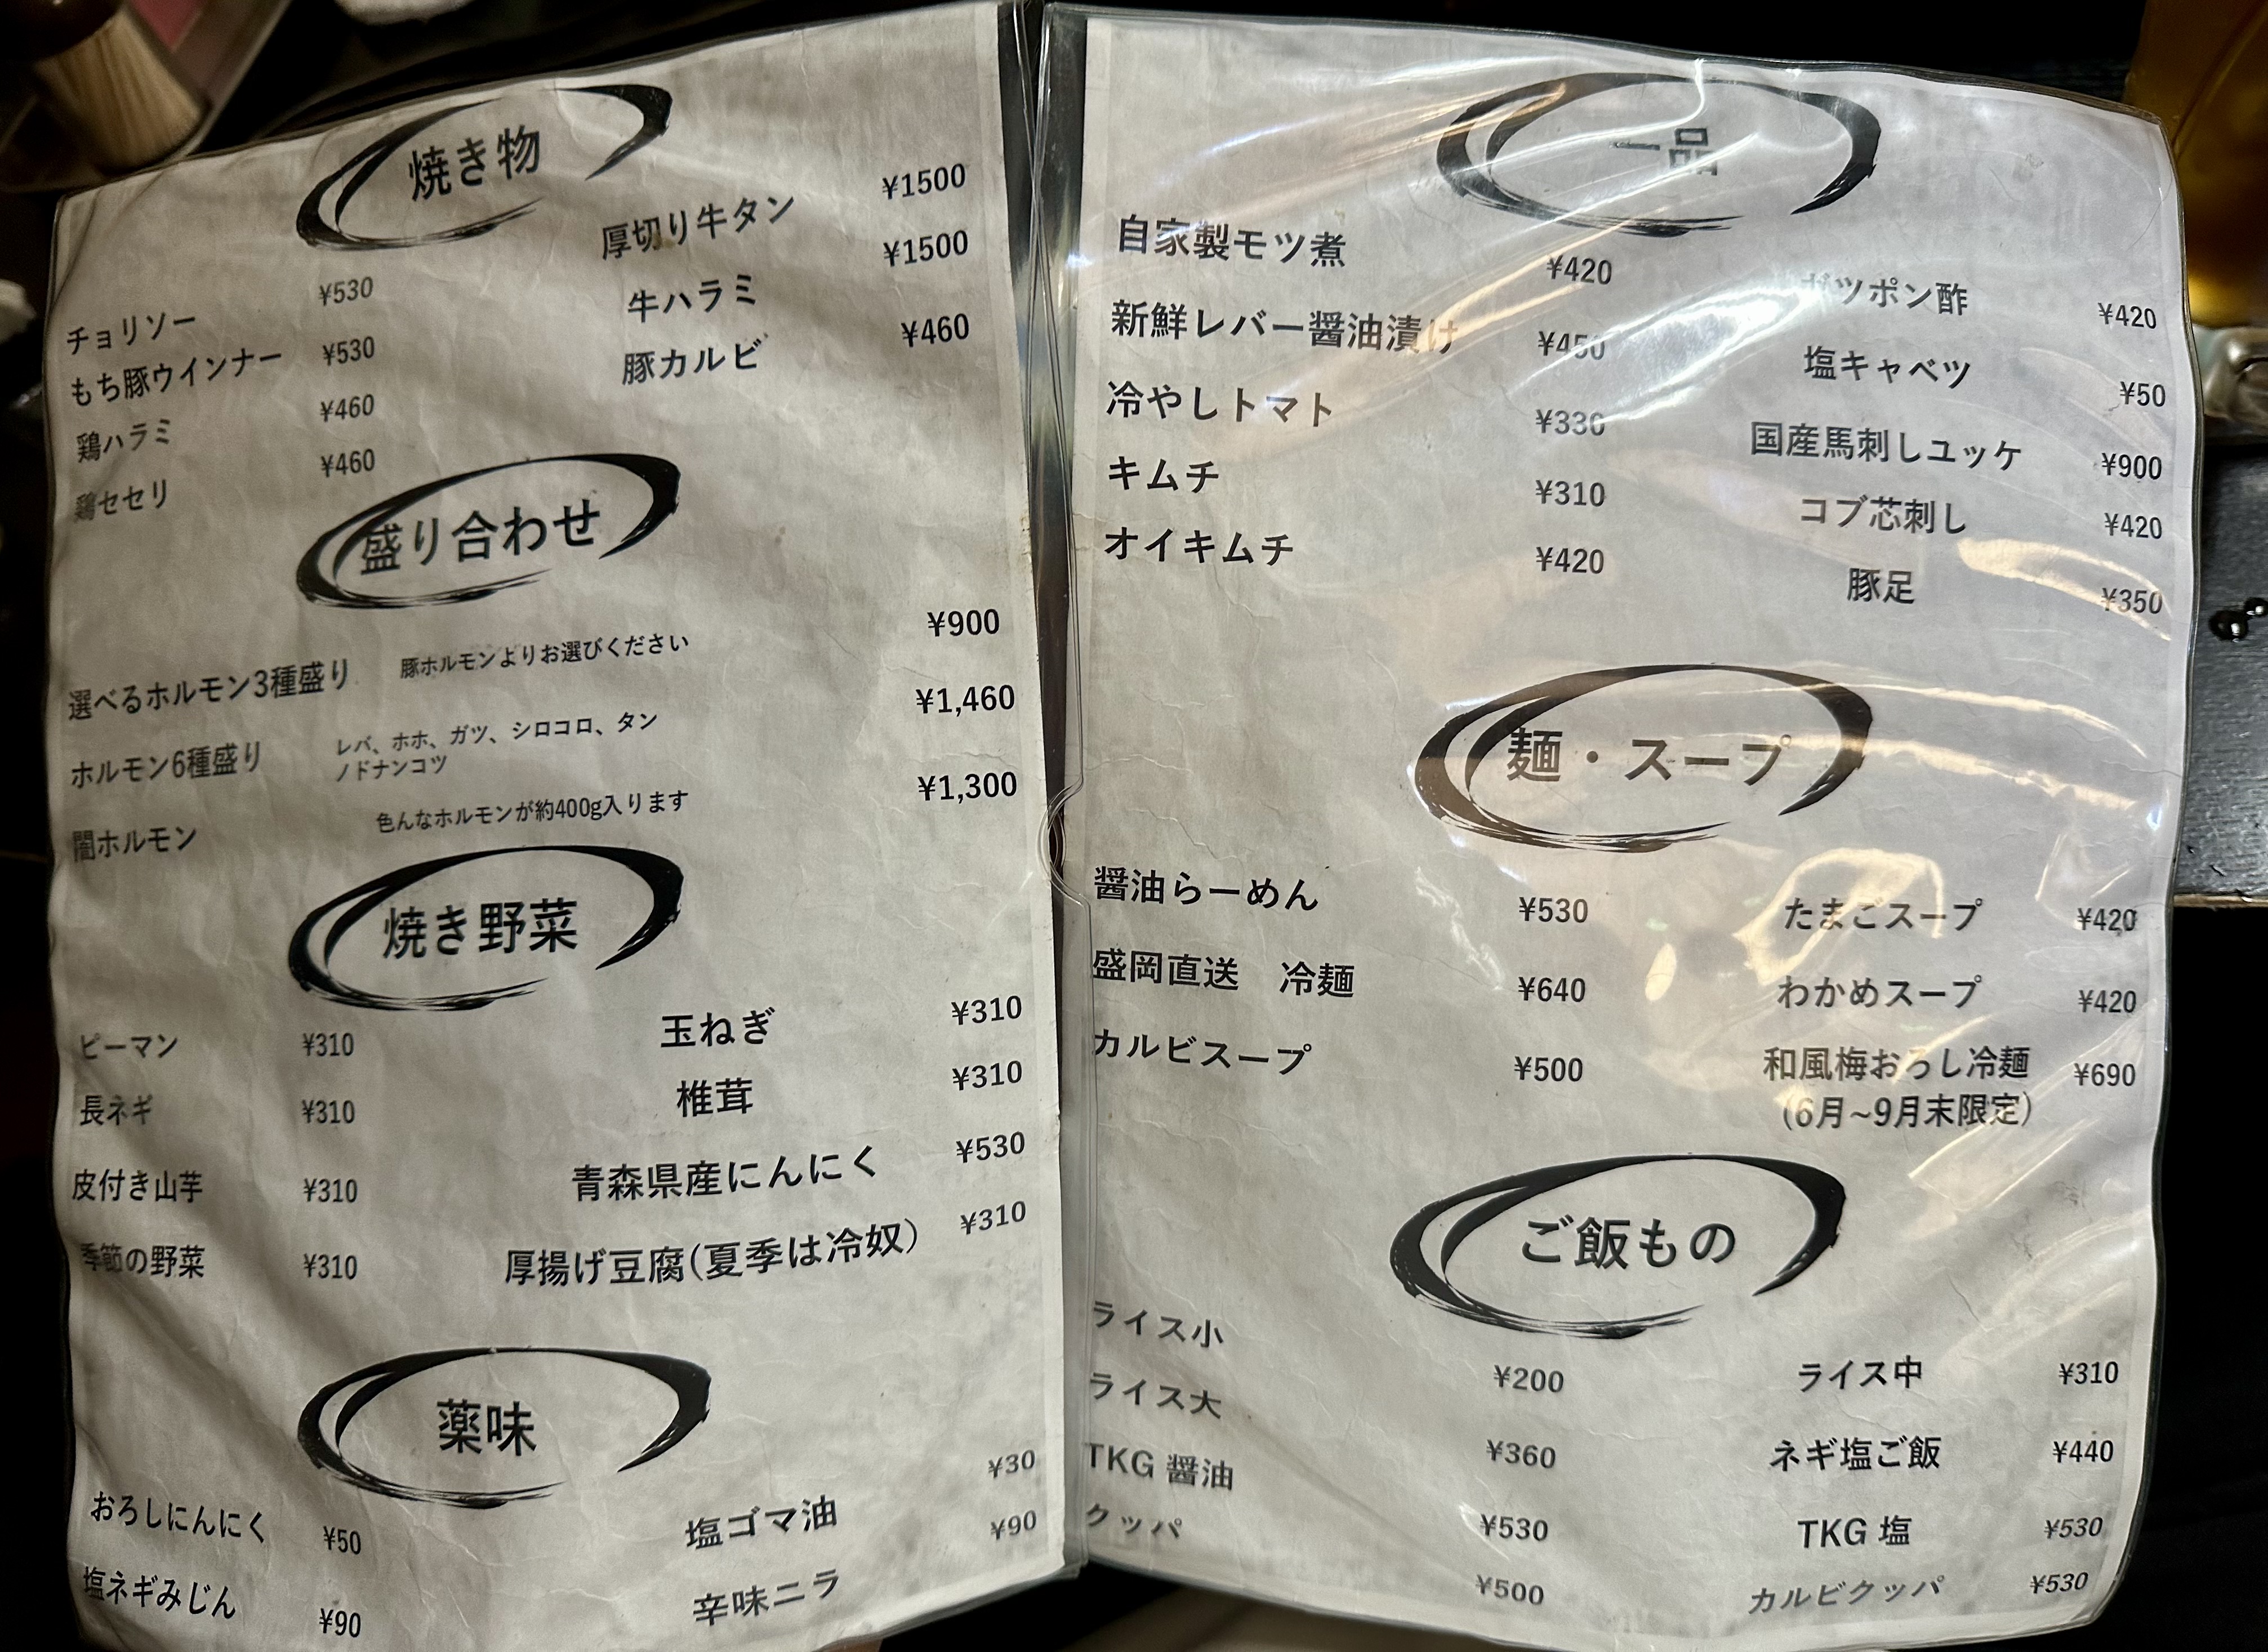 焼き物
チョリソー ¥530
もち豚ウインナー ¥530
鶏ハラミ ¥460
鶏セセリ ¥460
厚切り牛タン ¥1500
牛ハラミ ¥1500
豚カルビ ¥460
盛り合わせ
選べるホルモン3種盛り 豚ホルモンよりお選びください ¥900
ホルモン6種盛り レバ、ホホ、ガツ、シロコロ、タン ¥1,460
ノドナンコツ
闇ホルモン 色んなホルモンが約400g入ります ¥1,300
焼き野菜
ピーマン ¥310
長ネギ ¥310
皮付き山芋 ¥310
季節の野菜 ¥310
玉ねぎ ¥310
椎茸 ¥310
青森県産にんにく ¥530
厚揚げ豆腐(夏季は冷奴) ¥310
薬味
おろしにんにく ¥50
塩ネギみじん ¥90
塩ゴマ油 ¥30
辛味ニラ ¥90
一品
自家製モツ煮 ¥420
新鮮レバー醤油漬け ¥450
冷やしトマト ¥330
キムチ ¥310
オイキムチ ¥420
ガツポン酢 ¥420
塩キャベツ ¥50
国産馬刺しユッケ ¥900
コブ芯刺し ¥420
豚足 ¥350
麺・スープ
醤油らーめん ¥530
盛岡直送 冷麺 ¥640
カルビスープ ¥500
たまごスープ ¥420
わかめスープ ¥420
和風梅おろし冷麺 ¥690
(6月~9月末限定)
ご飯もの
ライス小 ¥200
ライス大 ¥360
TKG 醤油 ¥530
クッパ ¥500
ライス中 ¥310
ネギ塩ご飯 ¥440
TKG 塩 ¥530
カルビクッパ ¥530